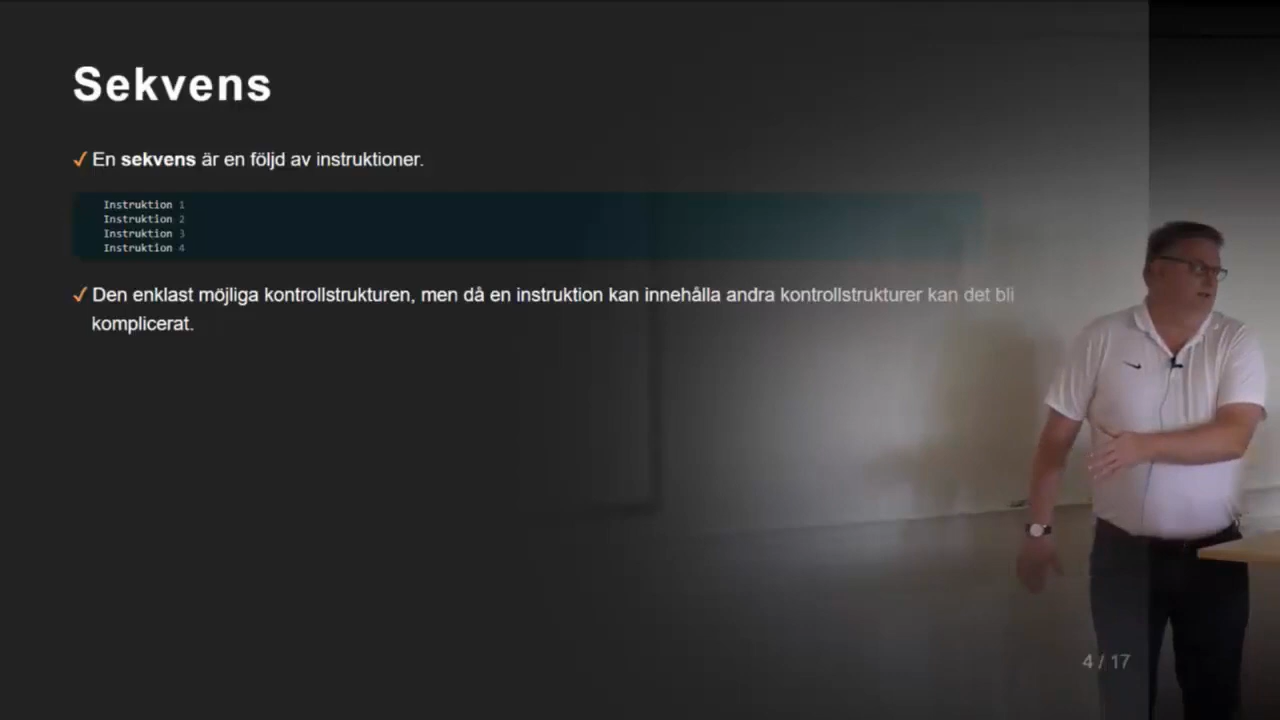 Sekvens
✓ En sekvens är en följd av instruktioner.
Instruktion 1
Instruktion 2
Instruktion 3
Instruktion 4
✓ Den enklast möjliga kontrollstrukturen, men då en instruktion kan innehålla andra kontrollstrukturer kan det bli
komplicerat.
4 / 17